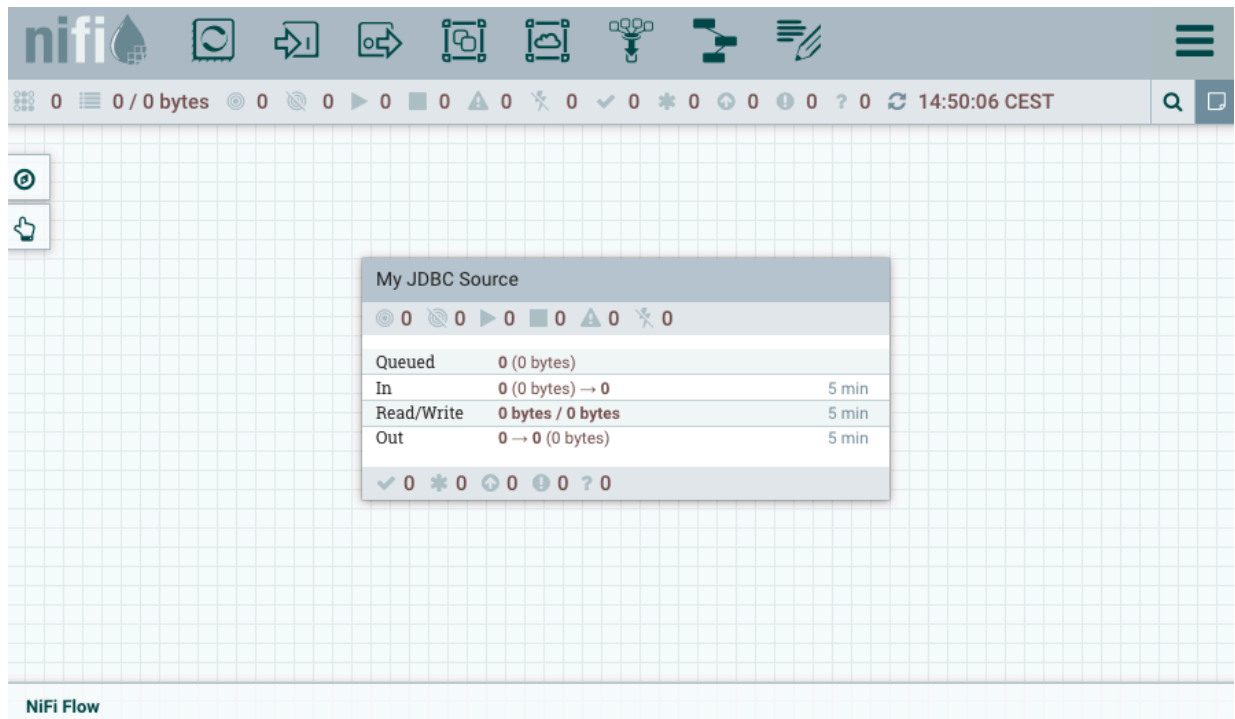 nifi
0 0 / 0 bytes 0 0 0 0 0 0 0 0 0 0 ? 0 14:50:06 CEST
My JDBC Source
0 0 0 0 0 0
Queued 0 (0 bytes)
In 0 (0 bytes) → 0 5 min
Read/Write 0 bytes / 0 bytes 5 min
Out 0 → 0 (0 bytes) 5 min
0 0 0 0 ? 0
NiFi Flow